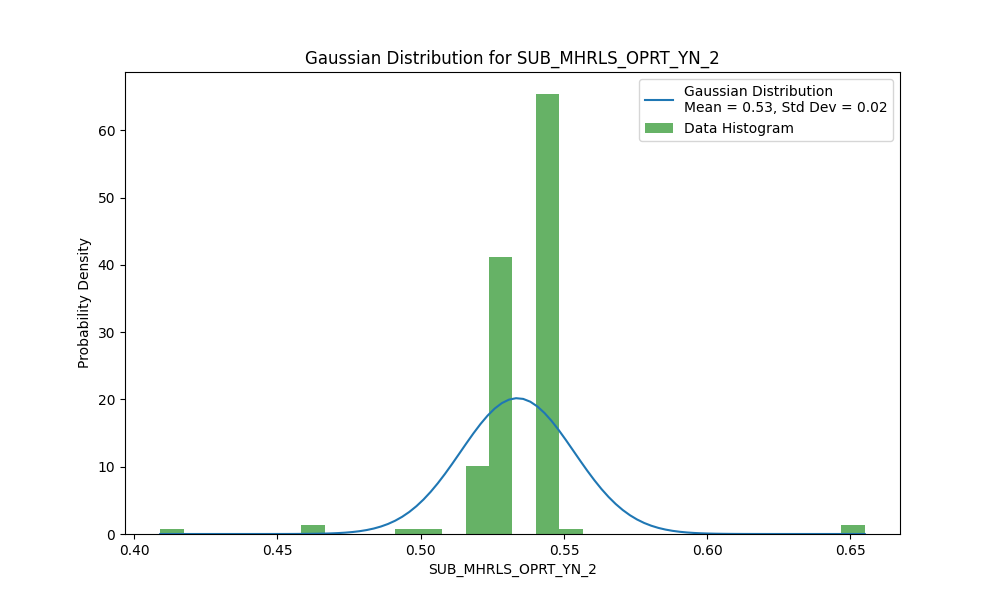 Gaussian Distribution for SUB_MHRLS_OPRT_YN_2
Gaussian Distribution
Mean = 0.53, Std Dev = 0.02
Data Histogram
Probability Density
60
50
40
30
20
10
0
0.40 0.45 0.50 0.55 0.60 0.65
SUB_MHRLS_OPRT_YN_2